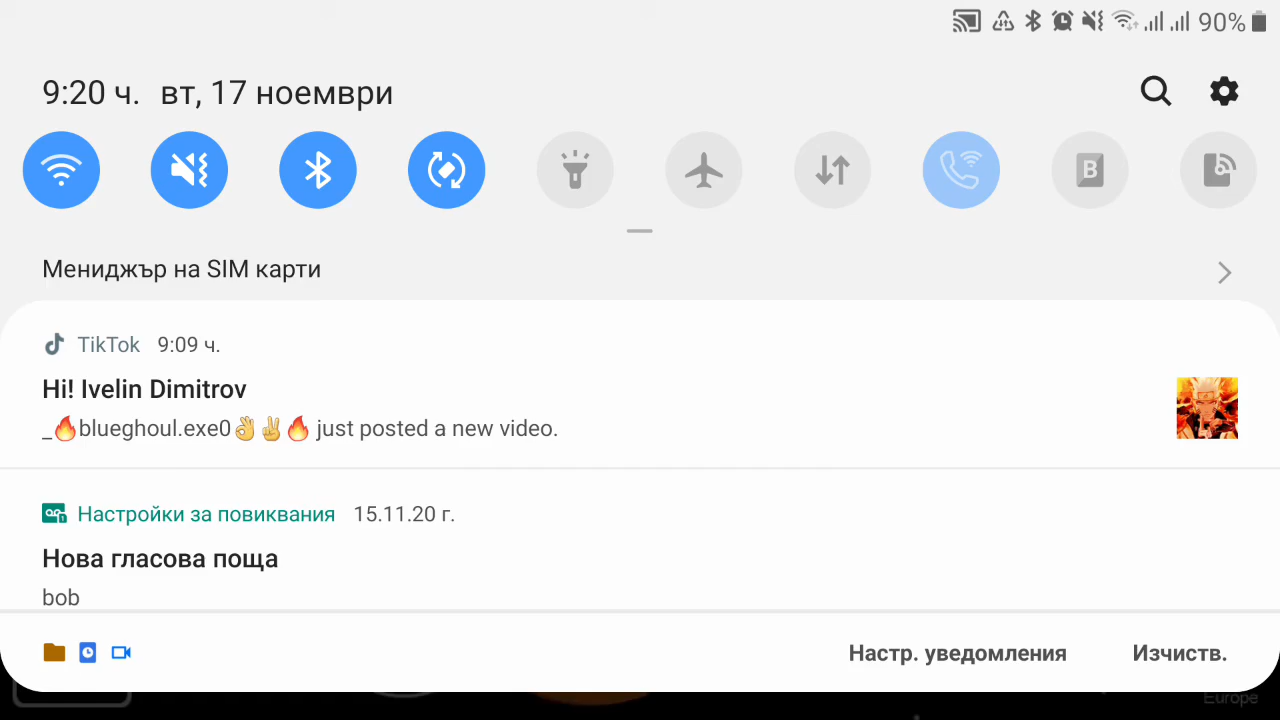 90%
9:20 ч. вт, 17 ноември
B
Мениджър на SIM карти
TikTok 9:09 ч.
Hi! Ivelin Dimitrov
_🔥blueghoul.exe0👌✌🔥 just posted a new video.
Настройки за повиквания 15.11.20 г.
Нова гласова поща
bob
Настр. уведомления Изчиств.
Europe